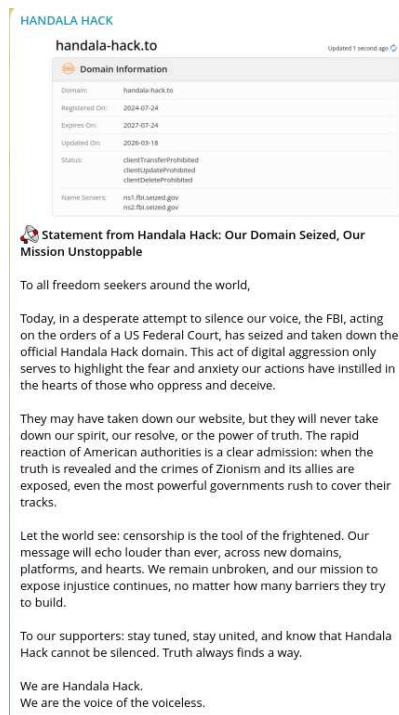 HANDALA HACK
handala-hack.to
Updated 1 second ago
Domain Information
Domain: handala-hack.to
Registered On: 2024-07-24
Expires On: 2027-07-24
Updated On: 2026-03-18
Status: clientTransferProhibited
clientUpdateProhibited
clientDeleteProhibited
Name Servers: ns1.fbi.seized.gov
ns2.fbi.seized.gov
Statement from Handala Hack: Our Domain Seized, Our
Mission Unstoppable
To all freedom seekers around the world,
Today, in a desperate attempt to silence our voice, the FBI, acting
on the orders of a US Federal Court, has seized and taken down the
official Handala Hack domain. This act of digital aggression only
serves to highlight the fear and anxiety our actions have instilled in
the hearts of those who oppress and deceive.
They may have taken down our website, but they will never take
down our spirit, our resolve, or the power of truth. The rapid
reaction of American authorities is a clear admission: when the
truth is revealed and the crimes of Zionism and its allies are
exposed, even the most powerful governments rush to cover their
tracks.
Let the world see: censorship is the tool of the frightened. Our
message will echo louder than ever, across new domains,
platforms, and hearts. We remain unbroken, and our mission to
expose injustice continues, no matter how many barriers they try
to build.
To our supporters: stay tuned, stay united, and know that Handala
Hack cannot be silenced. Truth always finds a way.
We are Handala Hack.
We are the voice of the voiceless.